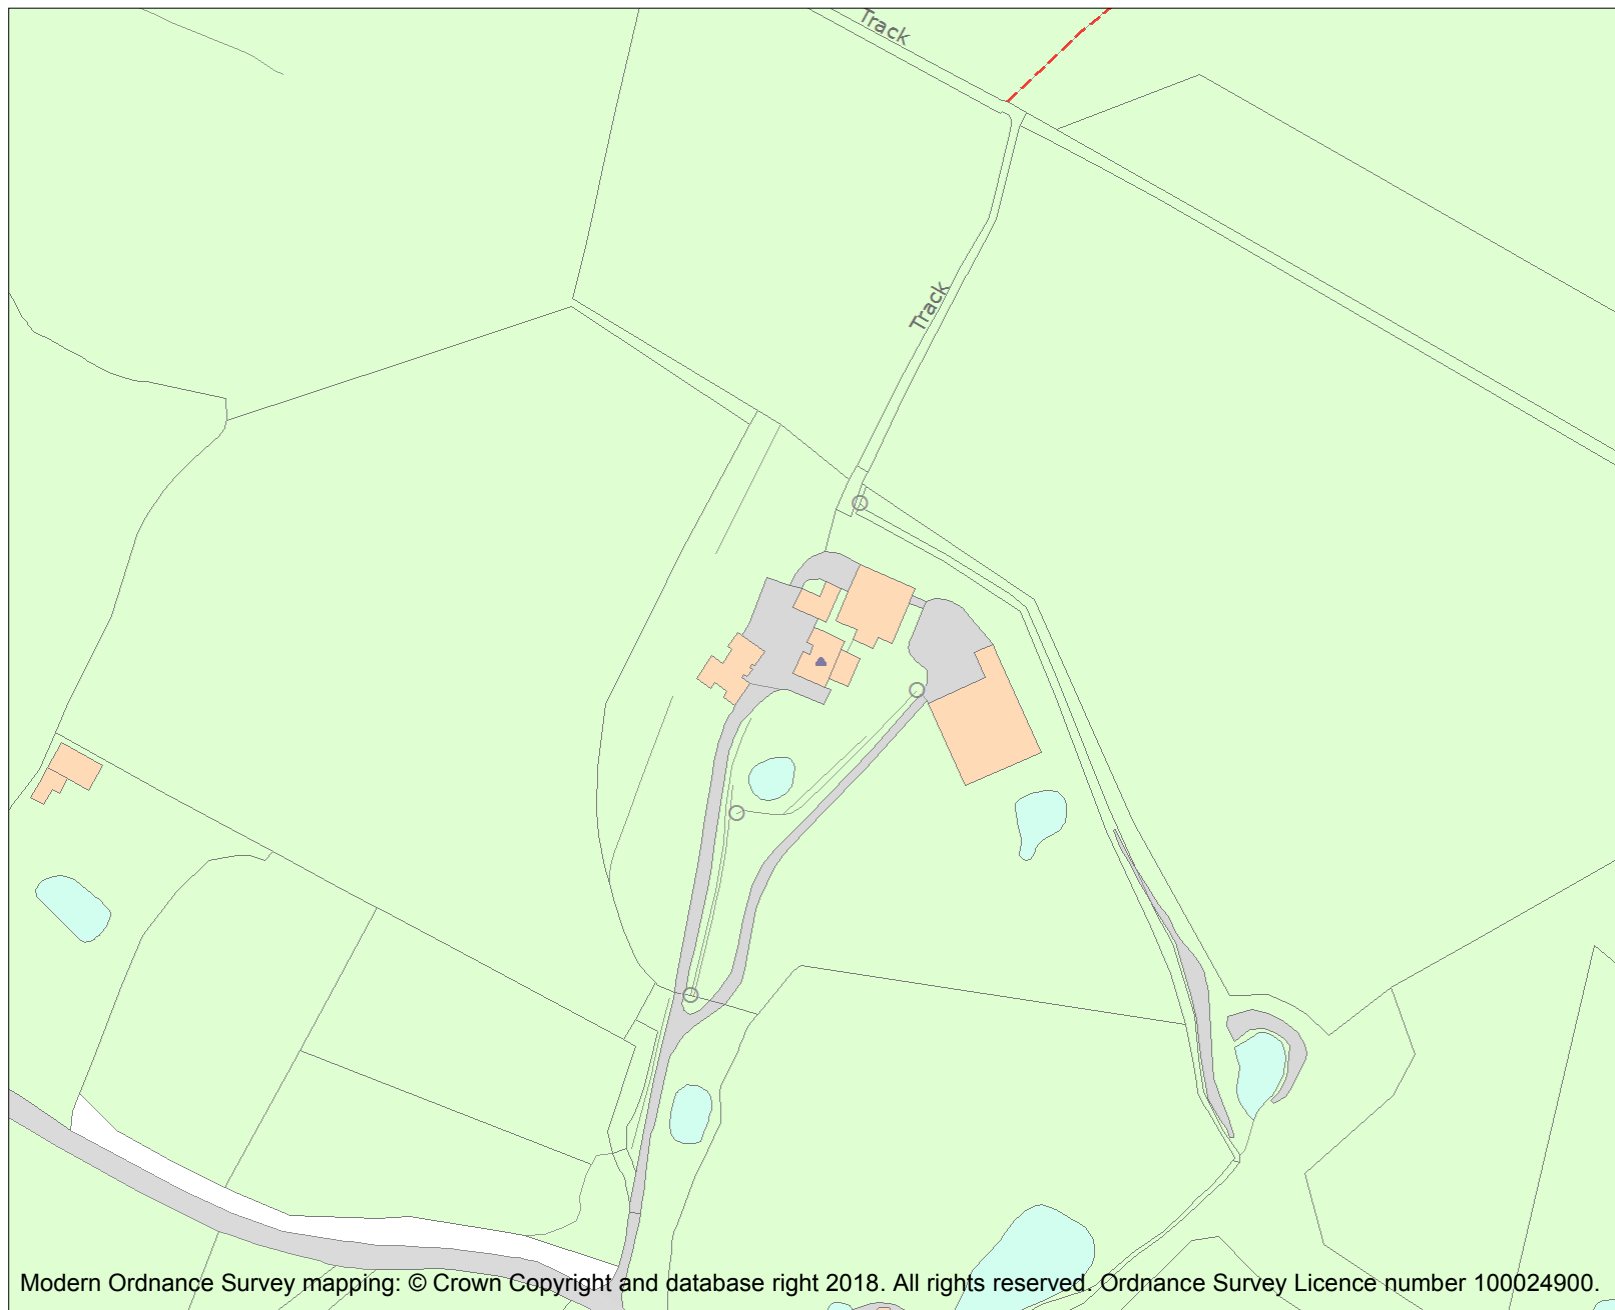 Track
Track
Modern Ordnance Survey mapping: © Crown Copyright and database right 2018. All rights reserved. Ordnance Survey Licence number 100024900.